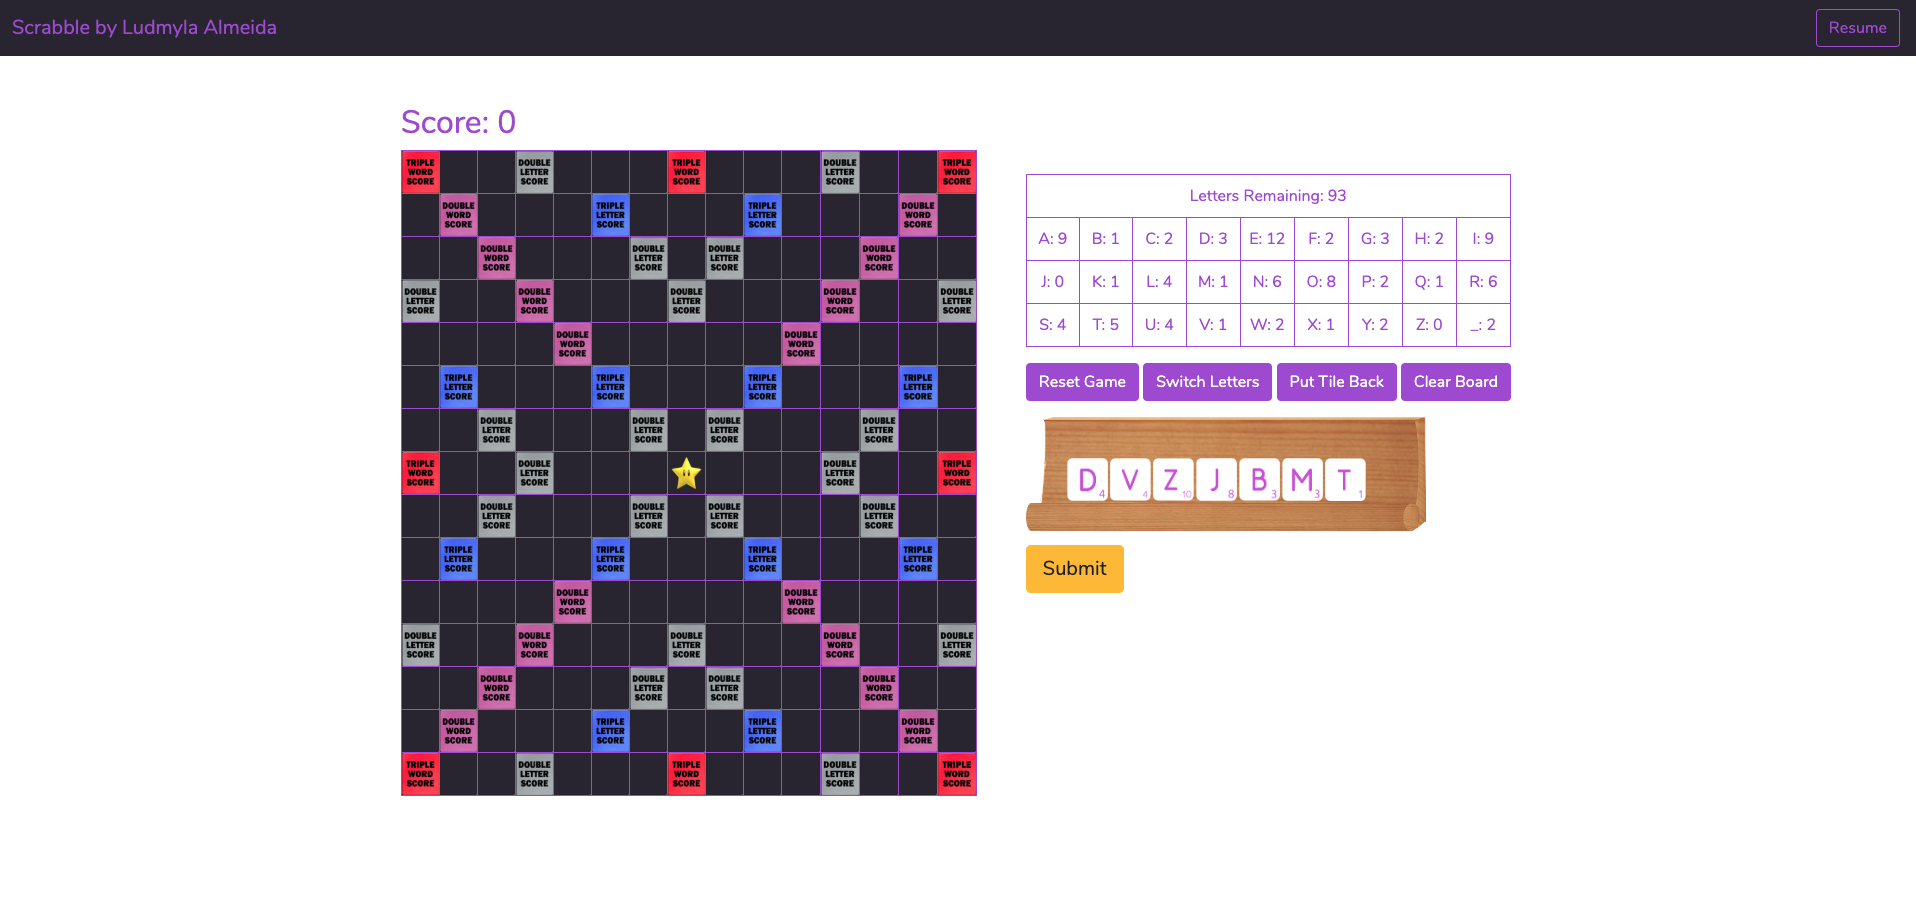 Scrabble by Ludmyla Almeida Resume
Score: 0
TRIPLE WORD SCORE DOUBLE LETTER SCORE TRIPLE WORD SCORE DOUBLE LETTER SCORE TRIPLE WORD SCORE
DOUBLE WORD SCORE TRIPLE LETTER SCORE TRIPLE LETTER SCORE DOUBLE WORD SCORE
DOUBLE WORD SCORE DOUBLE LETTER SCORE DOUBLE LETTER SCORE DOUBLE WORD SCORE
DOUBLE LETTER SCORE DOUBLE WORD SCORE DOUBLE LETTER SCORE DOUBLE WORD SCORE DOUBLE LETTER SCORE
DOUBLE WORD SCORE DOUBLE WORD SCORE
TRIPLE LETTER SCORE TRIPLE LETTER SCORE TRIPLE LETTER SCORE TRIPLE LETTER SCORE
DOUBLE LETTER SCORE DOUBLE LETTER SCORE DOUBLE LETTER SCORE DOUBLE LETTER SCORE
TRIPLE WORD SCORE DOUBLE LETTER SCORE DOUBLE LETTER SCORE TRIPLE WORD SCORE
DOUBLE LETTER SCORE DOUBLE LETTER SCORE DOUBLE LETTER SCORE DOUBLE LETTER SCORE
TRIPLE LETTER SCORE TRIPLE LETTER SCORE TRIPLE LETTER SCORE TRIPLE LETTER SCORE
DOUBLE WORD SCORE DOUBLE WORD SCORE
DOUBLE LETTER SCORE DOUBLE WORD SCORE DOUBLE LETTER SCORE DOUBLE WORD SCORE DOUBLE LETTER SCORE
DOUBLE WORD SCORE DOUBLE LETTER SCORE DOUBLE LETTER SCORE DOUBLE WORD SCORE
DOUBLE WORD SCORE TRIPLE LETTER SCORE TRIPLE LETTER SCORE DOUBLE WORD SCORE
TRIPLE WORD SCORE DOUBLE LETTER SCORE TRIPLE WORD SCORE DOUBLE LETTER SCORE TRIPLE WORD SCORE
Letters Remaining: 93
A: 9 B: 1 C: 2 D: 3 E: 12 F: 2 G: 3 H: 2 I: 9
J: 0 K: 1 L: 4 M: 1 N: 6 O: 8 P: 2 Q: 1 R: 6
S: 4 T: 5 U: 4 V: 1 W: 2 X: 1 Y: 2 Z: 0 _: 2
Reset Game Switch Letters Put Tile Back Clear Board
D 4 V 4 Z 10 J 8 B 3 M 3 T 1
Submit